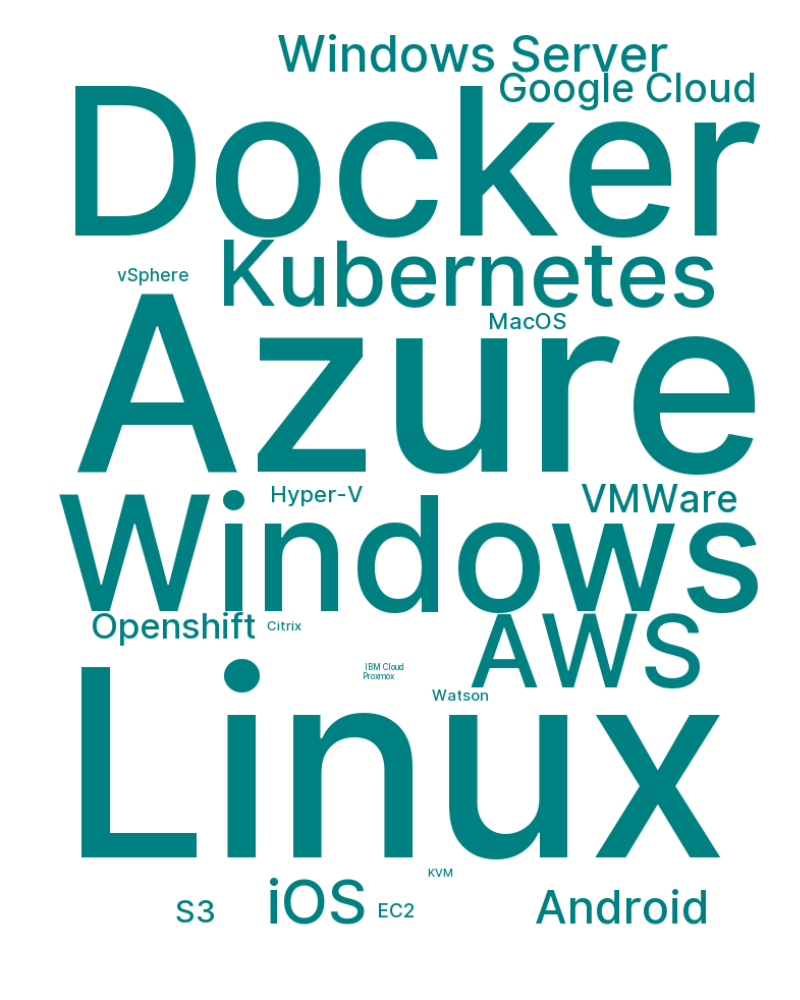 Windows Server
Google Cloud
Docker
Kubernetes
vSphere
MacOS
Azure
Hyper-V
VMWare
Windows
Openshift
Citrix
AWS
IBM Cloud
Proxmox
Watson
Linux
KVM
iOS
S3
EC2
Android